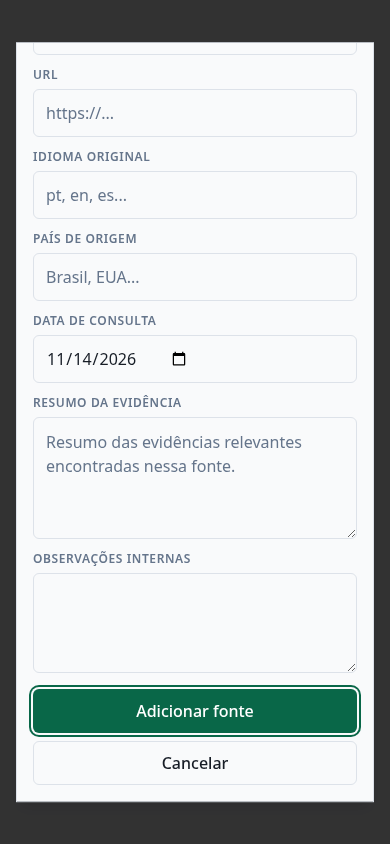 URL
https://...
IDIOMA ORIGINAL
pt, en, es...
PAÍS DE ORIGEM
Brasil, EUA...
DATA DE CONSULTA
11/14/2026
RESUMO DA EVIDÊNCIA
Resumo das evidências relevantes
encontradas nessa fonte.
OBSERVAÇÕES INTERNAS
Adicionar fonte
Cancelar